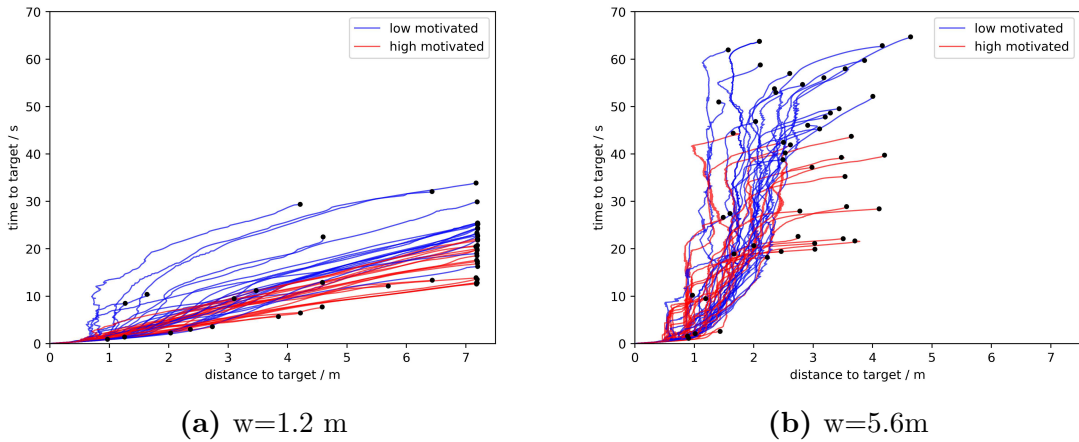 70
60
50
40
30
20
10
0
time to target / s
low motivated
high motivated
0 1 2 3 4 5 6 7
distance to target / m
(a) w=1.2 m
70
60
50
40
30
20
10
0
time to target / s
low motivated
high motivated
0 1 2 3 4 5 6 7
distance to target / m
(b) w=5.6m